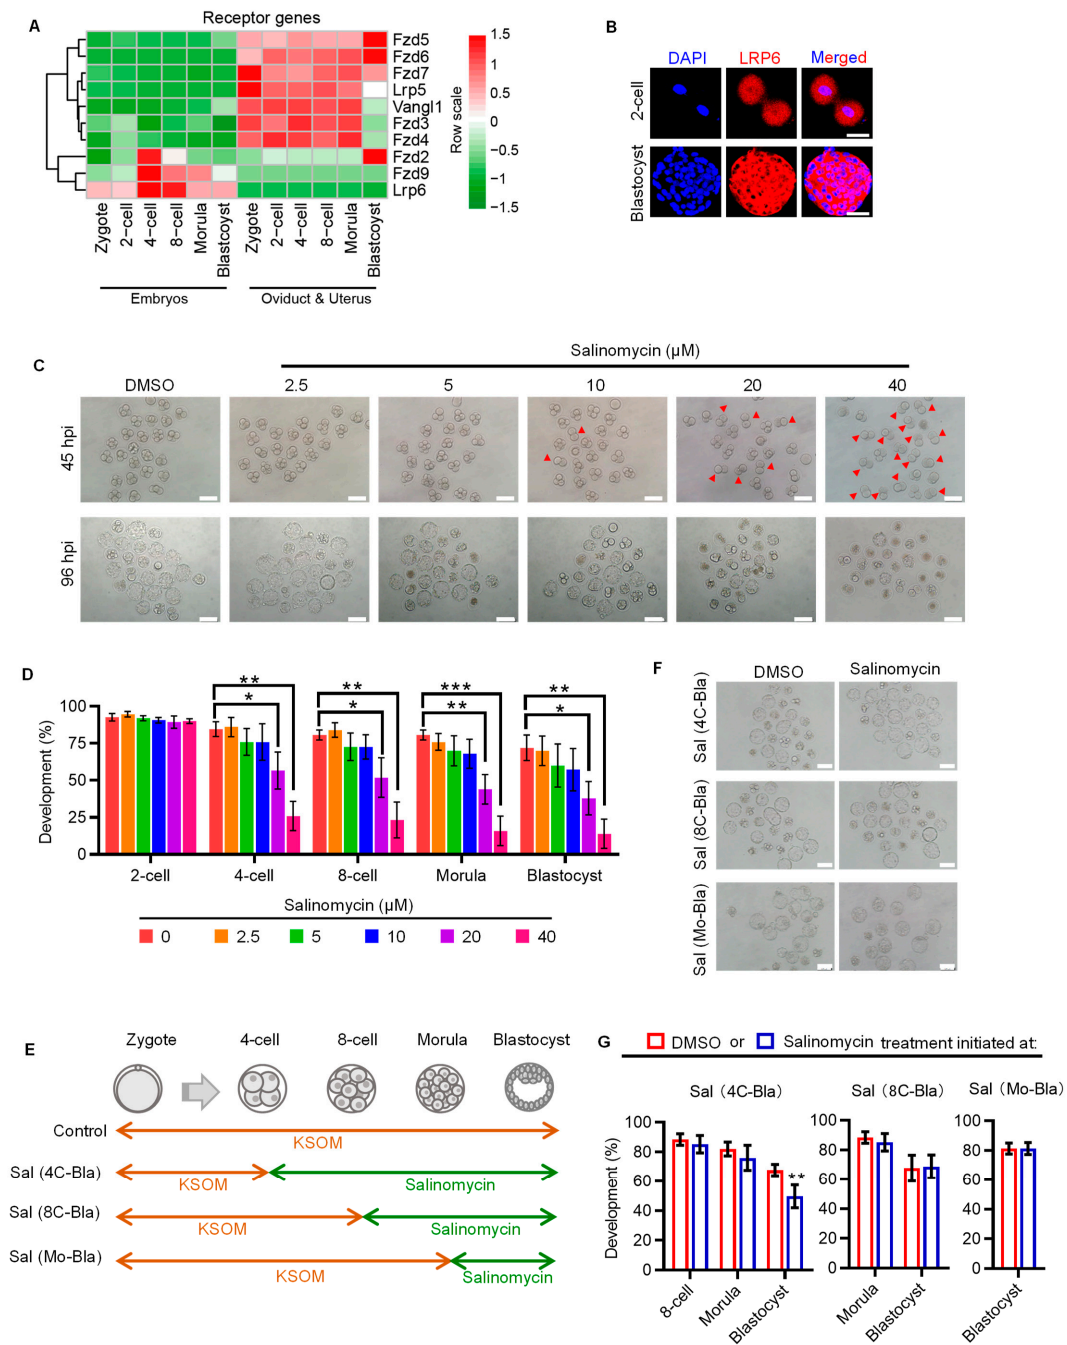 A
Receptor genes
Fzd5
Fzd6
Fzd7
Lrp5
Vangl1
Fzd3
Fzd4
Fzd2
Fzd9
Lrp6
1.5
1
0.5
0
−0.5
−1
−1.5
Row scale
Zygote
2−cell
4−cell
8−cell
Morula
Blastcoyst
Zygote
2−cell
4−cell
8−cell
Morula
Blastcoyst
Embryos
Oviduct & Uterus
B
DAPI
LRP6
Merged
2-cell
Blastocyst
C
Salinomycin (μM)
DMSO
2.5
5
10
20
40
45 hpi
96 hpi
D
Development (%)
100
75
50
25
0
**
*
**
*
***
**
**
*
2-cell
4-cell
8-cell
Morula
Blastocyst
Salinomycin (μM)
0
2.5
5
10
20
40
F
DMSO
Salinomycin
Sal (4C-Bla)
Sal (8C-Bla)
Sal (Mo-Bla)
E
Zygote
4-cell
8-cell
Morula
Blastocyst
Control
KSOM
Sal (4C-Bla)
KSOM
Salinomycin
Sal (8C-Bla)
KSOM
Salinomycin
Sal (Mo-Bla)
KSOM
Salinomycin
G
DMSO or Salinomycin treatment initiated at:
Sal（4C-Bla）
Development (%)
100
80
60
40
20
0
**
8-cell
Morula
Blastocyst
Sal（8C-Bla）
100
80
60
40
20
0
Morula
Blastocyst
Sal（Mo-Bla）
100
80
60
40
20
0
Blastocyst